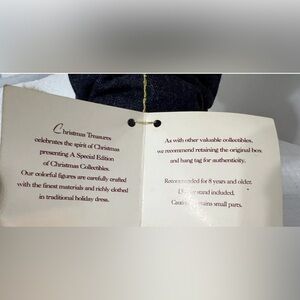 Christmas Treasures
celebrates the spirit of Christmas
presenting A Special Edition
of Christmas Collectibles.
Our colorful figures are carefully crafted
with the finest materials and richly clothed
in traditional holiday dress.
As with other valuable collectibles,
we recommend retaining the original box
and hang tag for authenticity.
Recommended for 8 years and older.
stand included.
small parts.